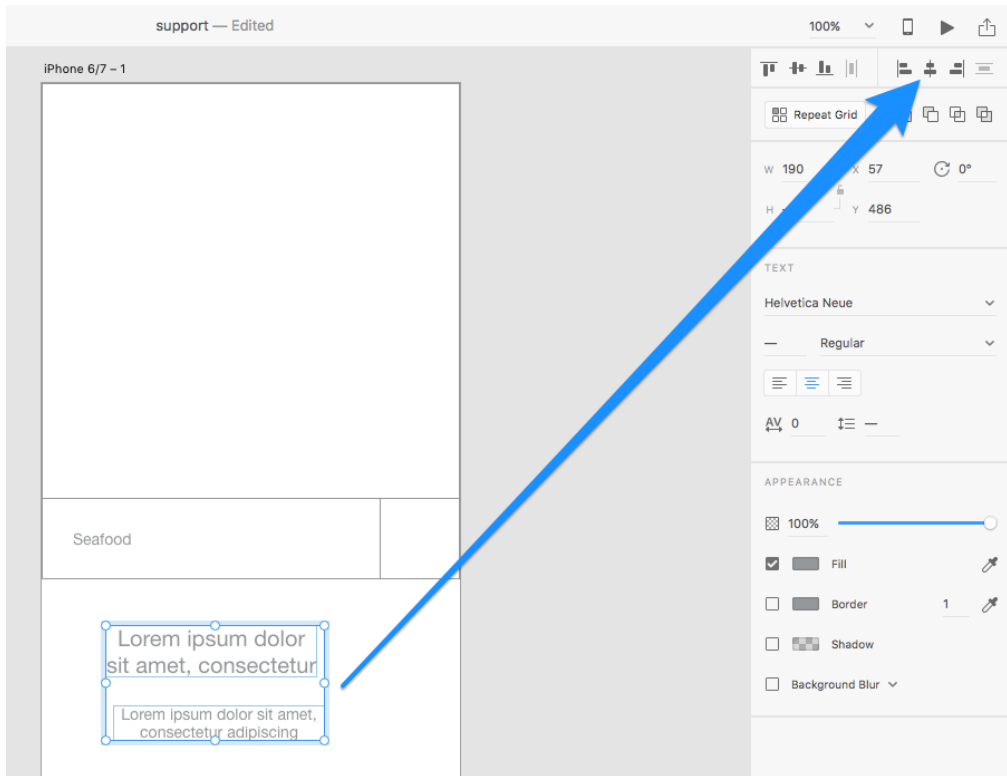 support — Edited
100%
iPhone 6/7 – 1
Repeat Grid
W 190 X 57 0°
H Y 486
TEXT
Helvetica Neue
— Regular
AV 0 —
APPEARANCE
100%
Fill
Border 1
Shadow
Background Blur
Seafood
Lorem ipsum dolor
sit amet, consectetur
Lorem ipsum dolor sit amet,
consectetur adipiscing